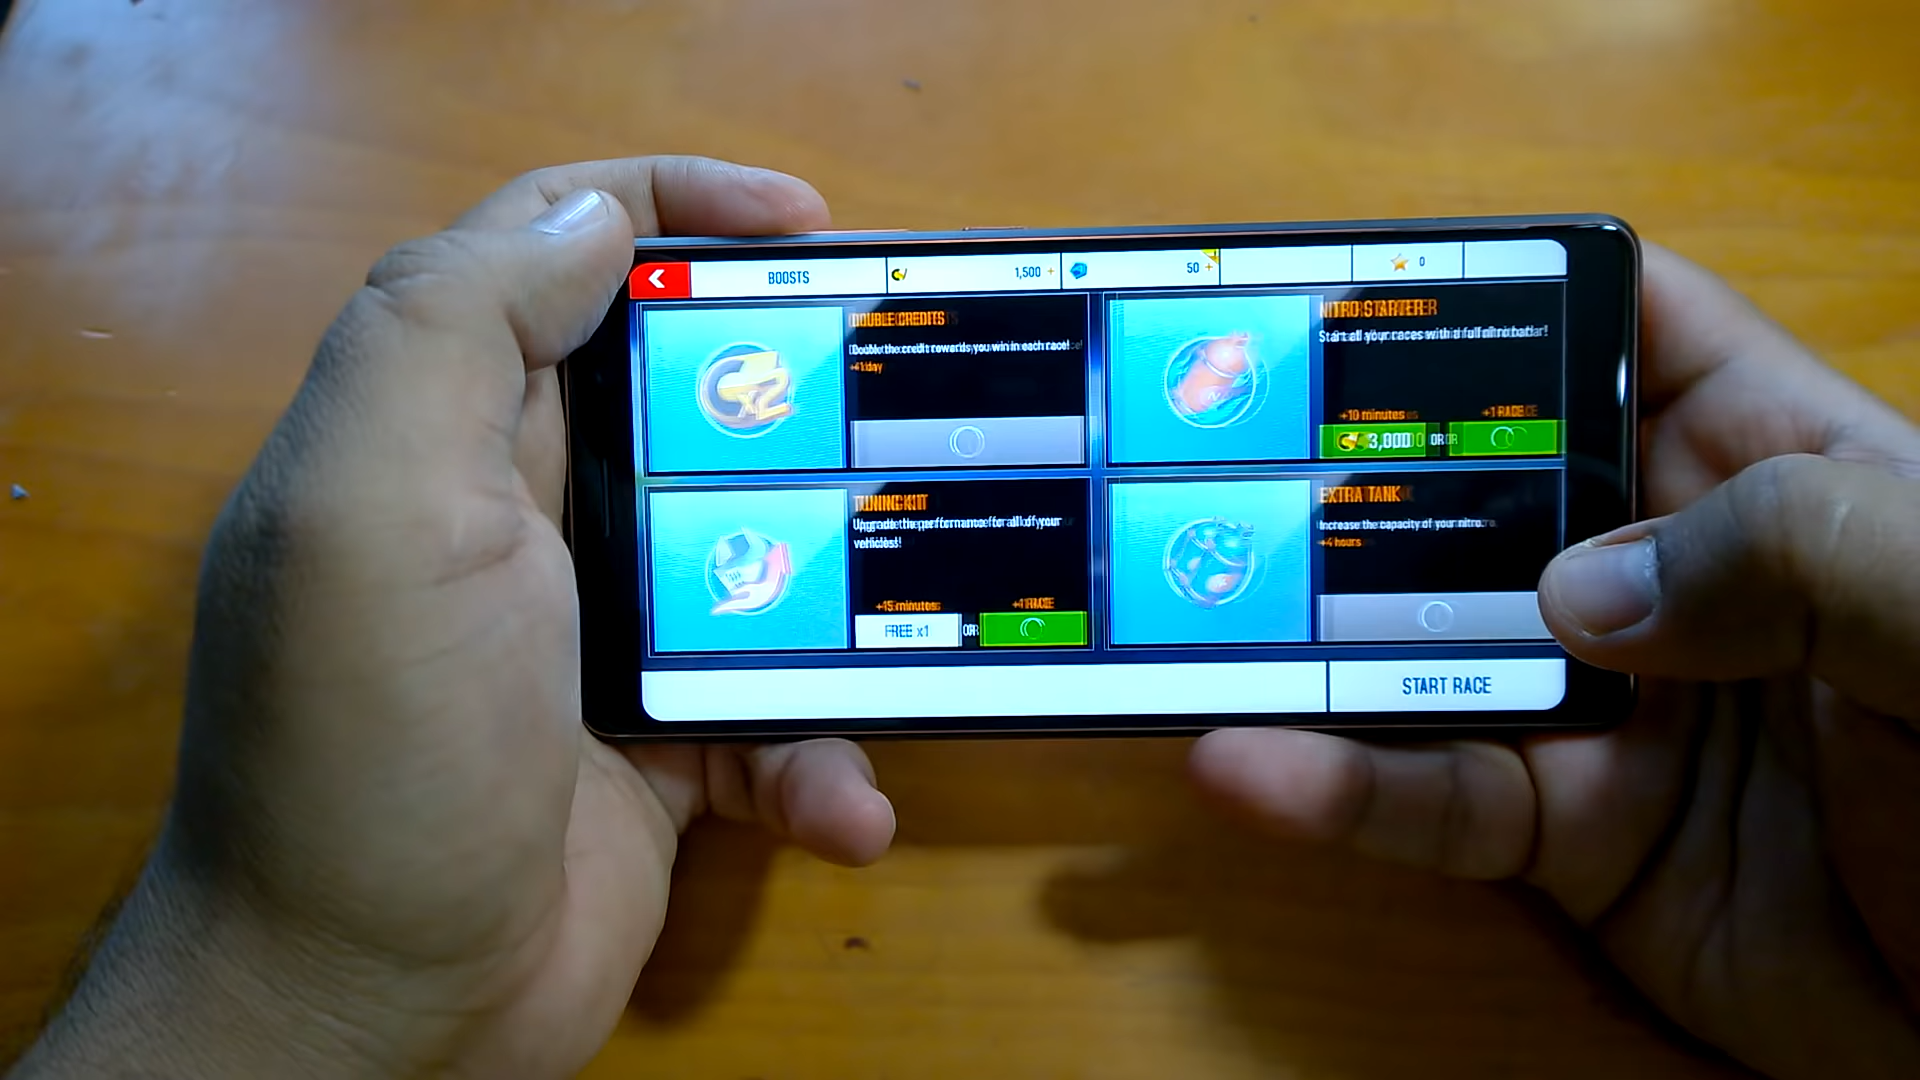 BOOSTS
1,500 +
50 +
0
DOUBLE CREDITS
Double the credit rewards you win in each race!
x2
NITRO STARTER
Start all your races with a full nitro bar!
+10 minutes
+1 RACE
3,000
OR
TUNING KIT
Upgrade the performance for all of your
vehicles!
+15 minutes
+1 RACE
FREE x1
OR
EXTRA TANK
Increase the capacity of your nitro.
+4 hours
START RACE